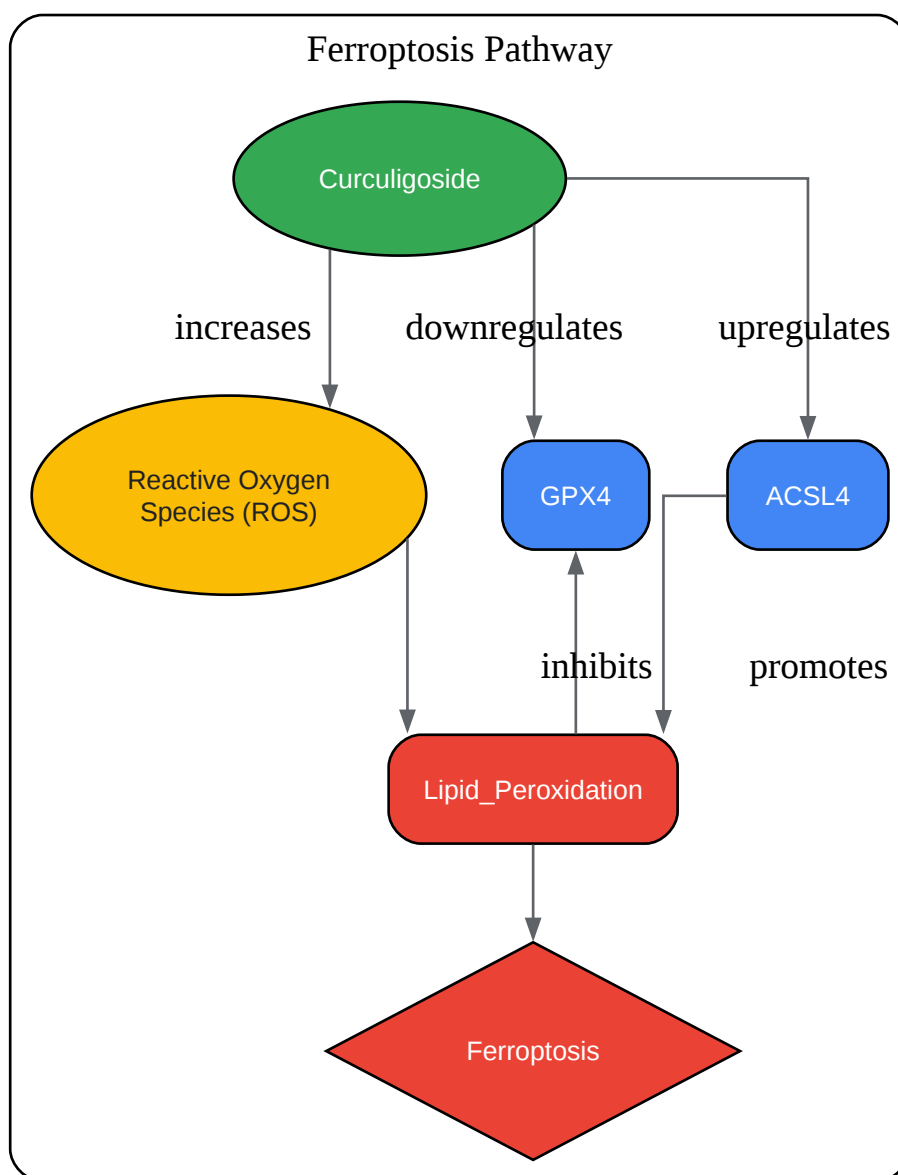 Ferroptosis Pathway
Curculigoside
increases
downregulates
upregulates
Reactive Oxygen
Species (ROS)
GPX4
ACSL4
inhibits
promotes
Lipid_Peroxidation
Ferroptosis